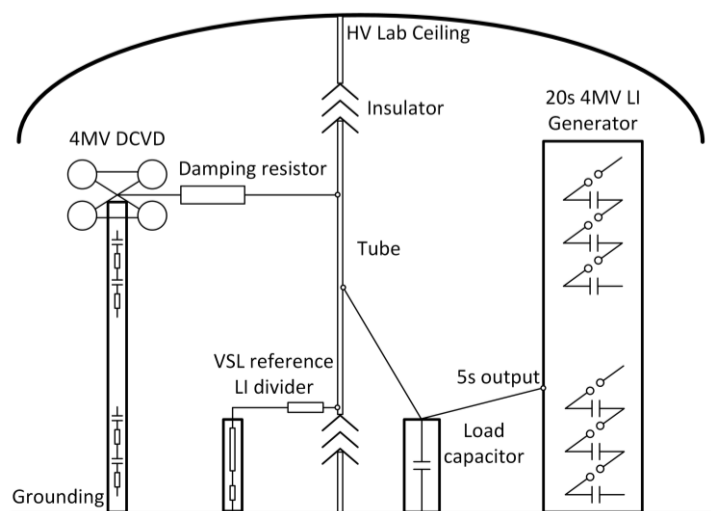 HV Lab Ceiling
Insulator
20s 4MV LI
Generator
4MV DCVD
Damping resistor
Tube
VSL reference
LI divider
5s output
Load
capacitor
Grounding